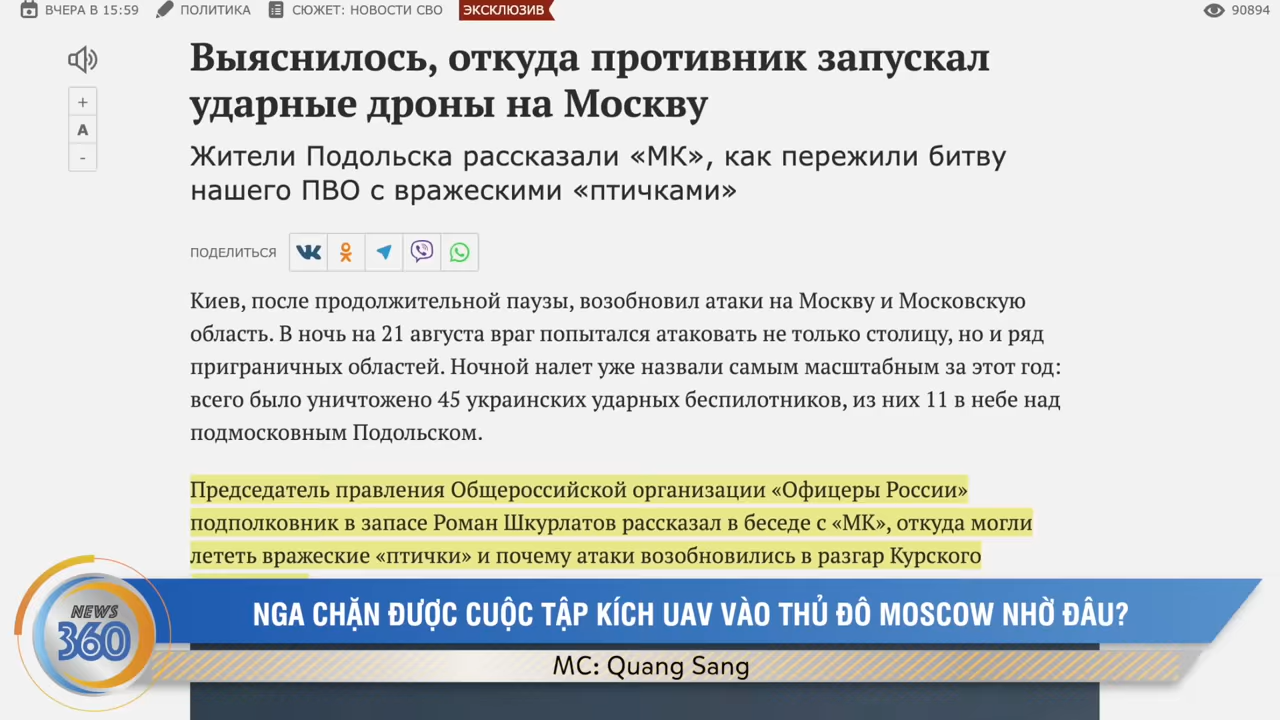 ВЧЕРА В 15:59 ПОЛИТИКА СЮЖЕТ: НОВОСТИ СВО ЭКСКЛЮЗИВ 90894
Выяснилось, откуда противник запускал
ударные дроны на Москву
+
A
-
Жители Подольска рассказали «МК», как пережили битву
нашего ПВО с вражескими «птичками»
ПОДЕЛИТЬСЯ
Киев, после продолжительной паузы, возобновил атаки на Москву и Московскую
область. В ночь на 21 августа враг попытался атаковать не только столицу, но и ряд
приграничных областей. Ночной налет уже назвали самым масштабным за этот год:
всего было уничтожено 45 украинских ударных беспилотников, из них 11 в небе над
подмосковным Подольском.
Председатель правления Общероссийской организации «Офицеры России»
подполковник в запасе Роман Шкурлатов рассказал в беседе с «МК», откуда могли
лететь вражеские «птички» и почему атаки возобновились в разгар Курского
NEWS
360
NGA CHẶN ĐƯỢC CUỘC TẬP KÍCH UAV VÀO THỦ ĐÔ MOSCOW NHỜ ĐÂU?
MC: Quang Sang